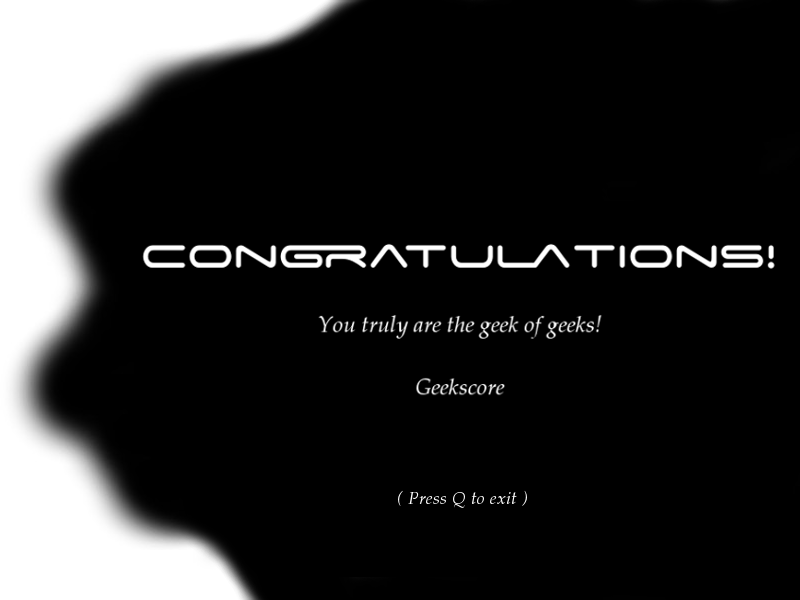 CONGRATULATIONS!
You truly are the geek of geeks!
Geekscore
( Press Q to exit )